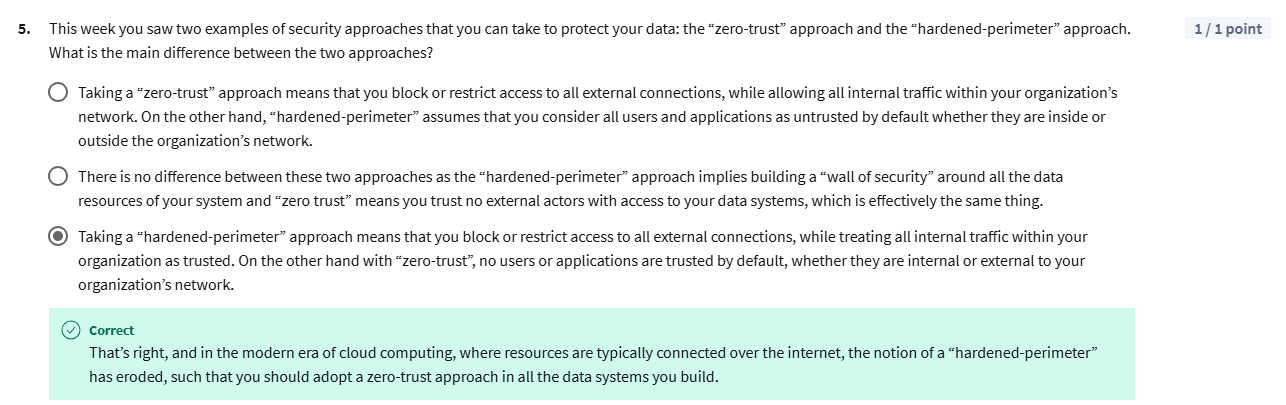 5. This week you saw two examples of security approaches that you can take to protect your data: the “zero-trust” approach and the “hardened-perimeter” approach. 1 / 1 point
What is the main difference between the two approaches?
Taking a “zero-trust” approach means that you block or restrict access to all external connections, while allowing all internal traffic within your organization’s
network. On the other hand, “hardened-perimeter” assumes that you consider all users and applications as untrusted by default whether they are inside or
outside the organization’s network.
There is no difference between these two approaches as the “hardened-perimeter” approach implies building a “wall of security” around all the data
resources of your system and “zero trust” means you trust no external actors with access to your data systems, which is effectively the same thing.
Taking a “hardened-perimeter” approach means that you block or restrict access to all external connections, while treating all internal traffic within your
organization as trusted. On the other hand with “zero-trust”, no users or applications are trusted by default, whether they are internal or external to your
organization’s network.
Correct
That’s right, and in the modern era of cloud computing, where resources are typically connected over the internet, the notion of a “hardened-perimeter”
has eroded, such that you should adopt a zero-trust approach in all the data systems you build.